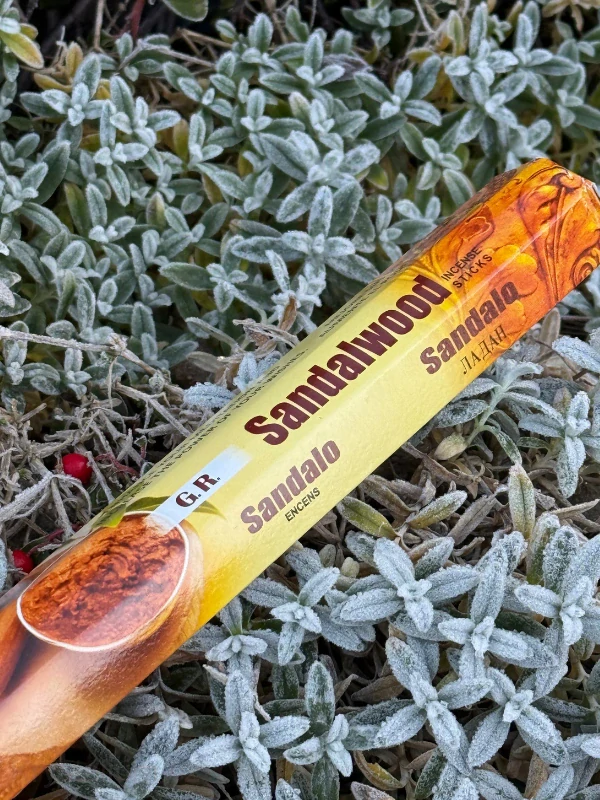 G.R.
Sandalwood
INCENSE
STICKS
Sandalo
ЛАДАН
Sandalo
ENCENS